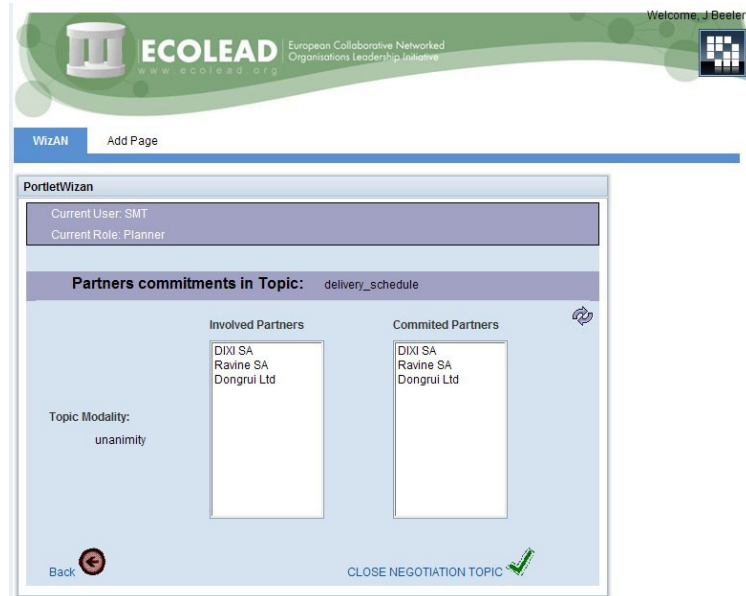 Welcome, J Beeler
ECOLEAD European Collaborative Networked
Organisations Leadership Initiative
www.ecolead.org
WizAN Add Page
PortletWizan
Current User: SMT
Current Role: Planner
Partners commitments in Topic: delivery_schedule
Involved Partners Commited Partners
DIXI SA DIXI SA
Ravine SA Ravine SA
Dongrui Ltd Dongrui Ltd
Topic Modality:
unanimity
Back CLOSE NEGOTIATION TOPIC